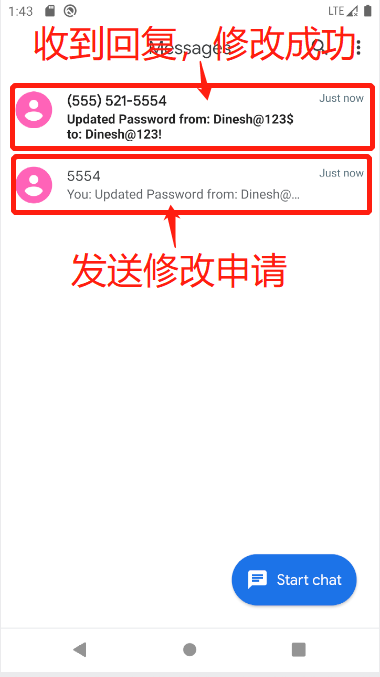 1:43
LTE
收到回复，修改成功
Messages
(555) 521-5554
Just now
Updated Password from: Dinesh@123$
to: Dinesh@123!
5554
Just now
You: Updated Password from: Dinesh@...
发送修改申请
Start chat